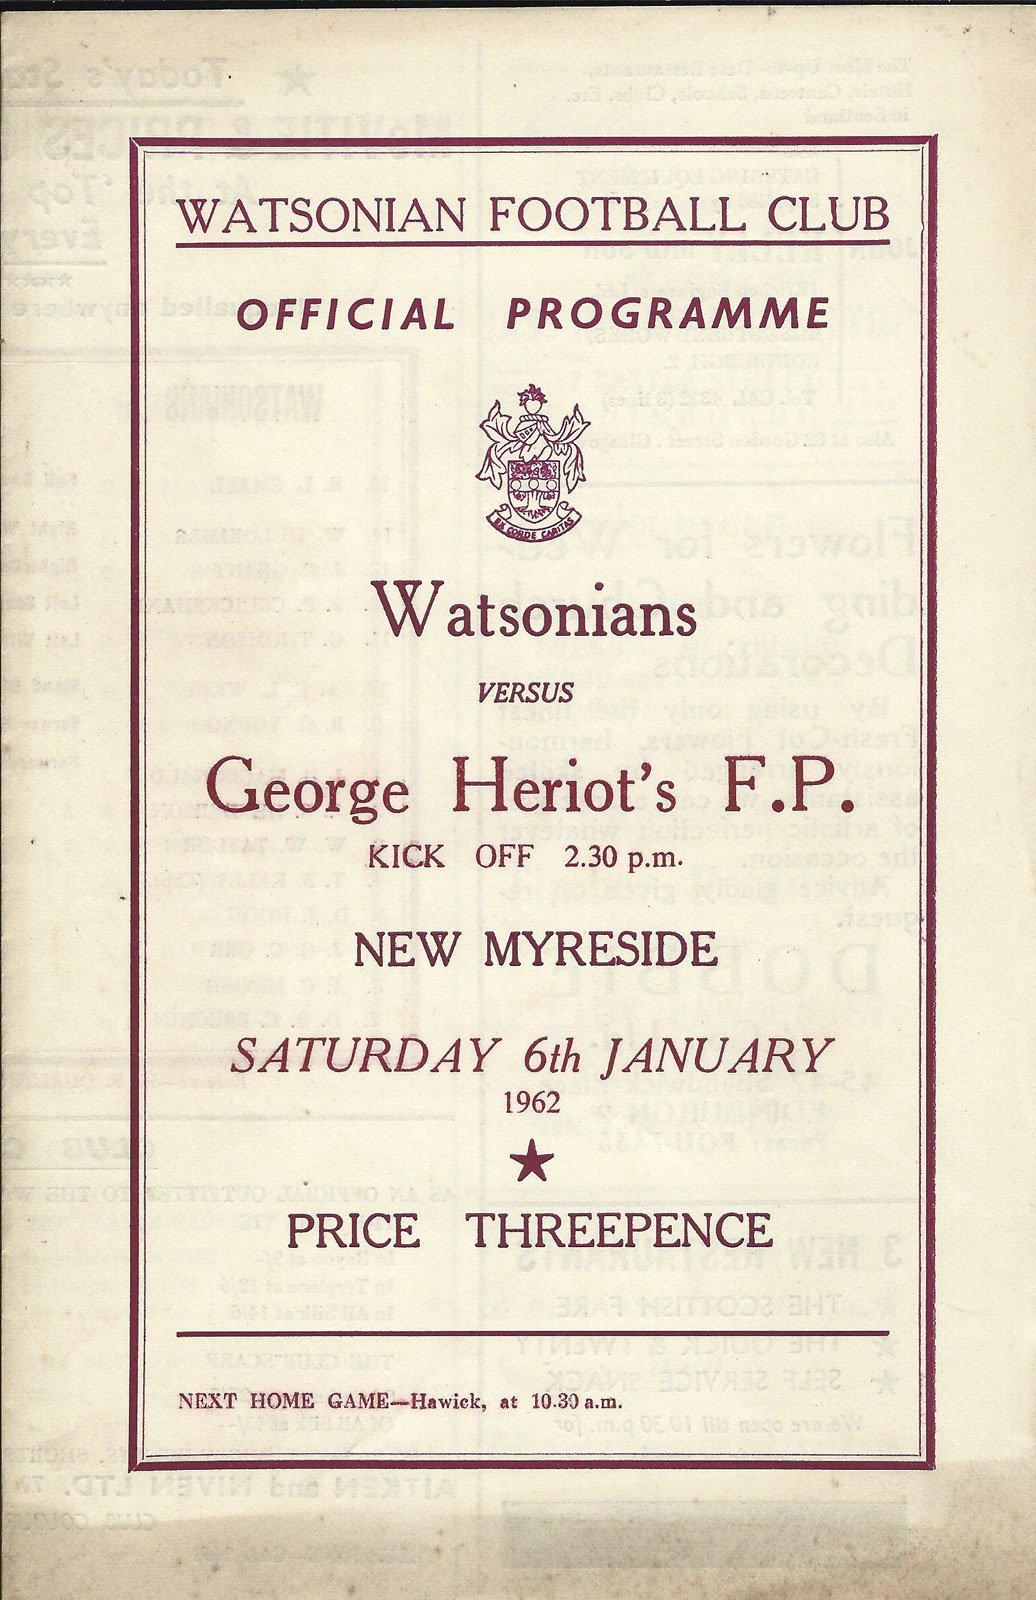 WATSONIAN FOOTBALL CLUB
OFFICIAL PROGRAMME
EX CORDE CARITAS
Watsonians
VERSUS
George Heriot's F.P.
KICK OFF 2.30 p.m.
NEW MYRESIDE
SATURDAY 6th JANUARY
1962
PRICE THREEPENCE
NEXT HOME GAME—Hawick, at 10.30 a.m.